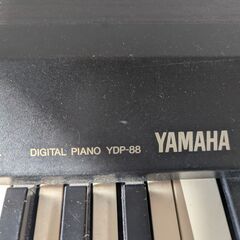 DIGITAL PIANO YDP-88 YAMAHA